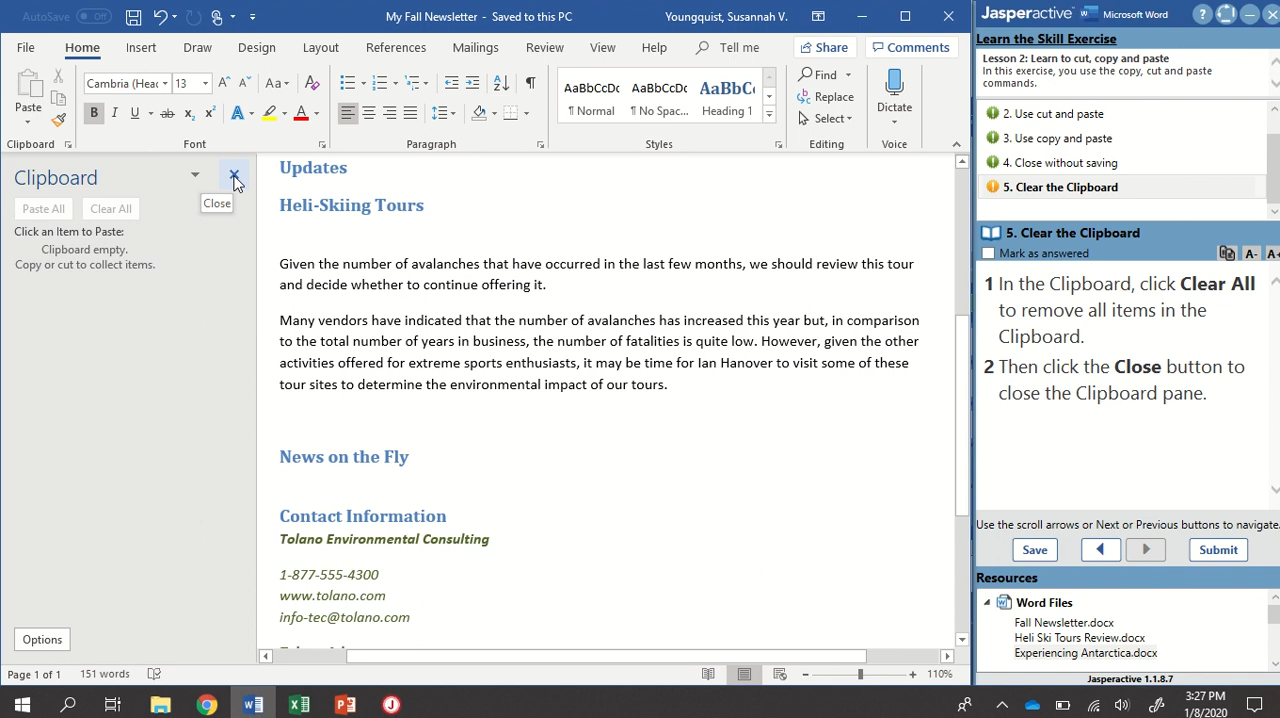 AutoSave Off My Fall Newsletter - Saved to this PC Youngquist, Susannah V.
File Home Insert Draw Design Layout References Mailings Review View Help Tell me Share Comments
Paste
Clipboard
Cambria (Heac 13
Aa
B I U ab x₂ x² A A
Font
Paragraph
AaBbCcDc AaBbCcDc AaBbCc
¶ Normal ¶ No Spac... Heading 1
Styles
Find
Replace
Select
Editing
Dictate
Voice
Clipboard
Close
Paste All Clear All
Click an Item to Paste:
Clipboard empty.
Copy or cut to collect items.
Options
Updates
Heli-Skiing Tours
Given the number of avalanches that have occurred in the last few months, we should review this tour
and decide whether to continue offering it.
Many vendors have indicated that the number of avalanches has increased this year but, in comparison
to the total number of years in business, the number of fatalities is quite low. However, given the other
activities offered for extreme sports enthusiasts, it may be time for Ian Hanover to visit some of these
tour sites to determine the environmental impact of our tours.
News on the Fly
Contact Information
Tolano Environmental Consulting
1-877-555-4300
www.tolano.com
info-tec@tolano.com
Page 1 of 1 151 words 110%
Jasperactive Microsoft Word
Learn the Skill Exercise
Lesson 2: Learn to cut, copy and paste
In this exercise, you use the copy, cut and paste
commands.
2. Use cut and paste
3. Use copy and paste
4. Close without saving
5. Clear the Clipboard
5. Clear the Clipboard
Mark as answered A- A+
1 In the Clipboard, click Clear All
to remove all items in the
Clipboard.
2 Then click the Close button to
close the Clipboard pane.
Use the scroll arrows or Next or Previous buttons to navigate.
Save Submit
Resources
Word Files
Fall Newsletter.docx
Heli Ski Tours Review.docx
Experiencing Antarctica.docx
Jasperactive 1.1.8.7
3:27 PM
1/8/2020